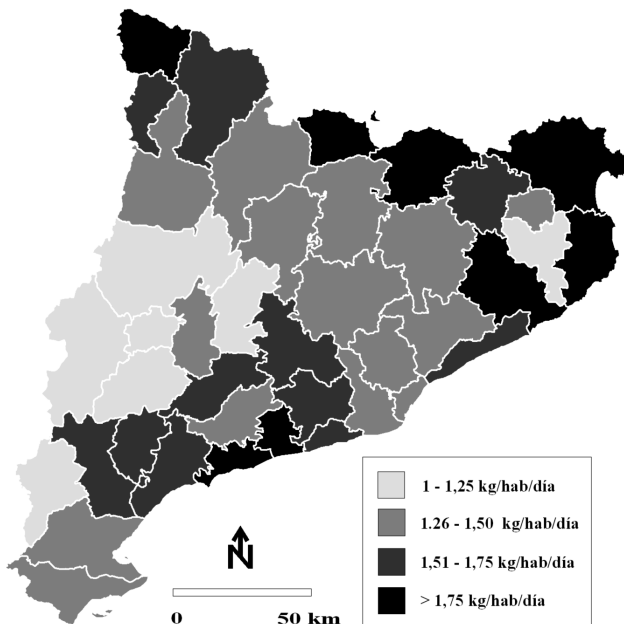 1 - 1,25 kg/hab/día
1.26 - 1,50 kg/hab/día
1,51 - 1,75 kg/hab/día
> 1,75 kg/hab/día
N
0 50 km